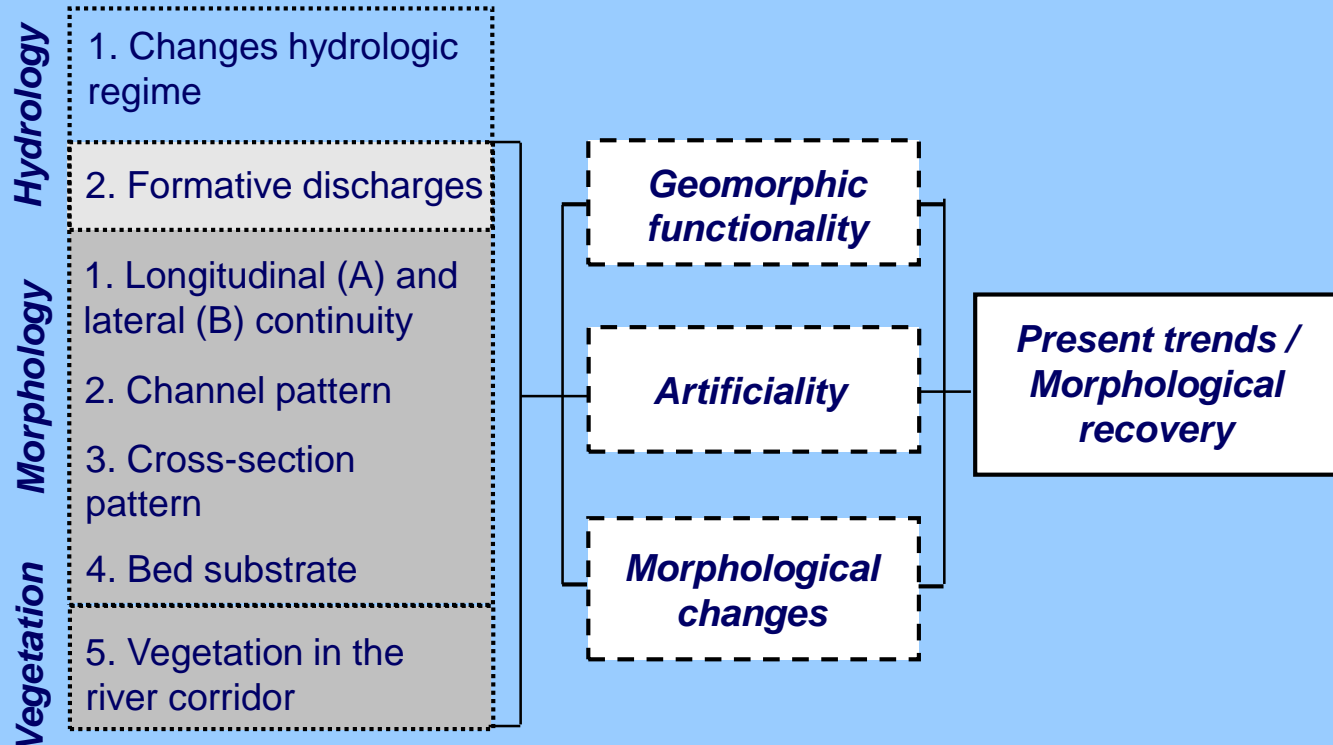 Hydrology
1. Changes hydrologic
regime
2. Formative discharges
Morphology
1. Longitudinal (A) and
lateral (B) continuity
2. Channel pattern
3. Cross-section
pattern
4. Bed substrate
Vegetation
5. Vegetation in the
river corridor
Geomorphic
functionality
Artificiality
Morphological
changes
Present trends /
Morphological
recovery